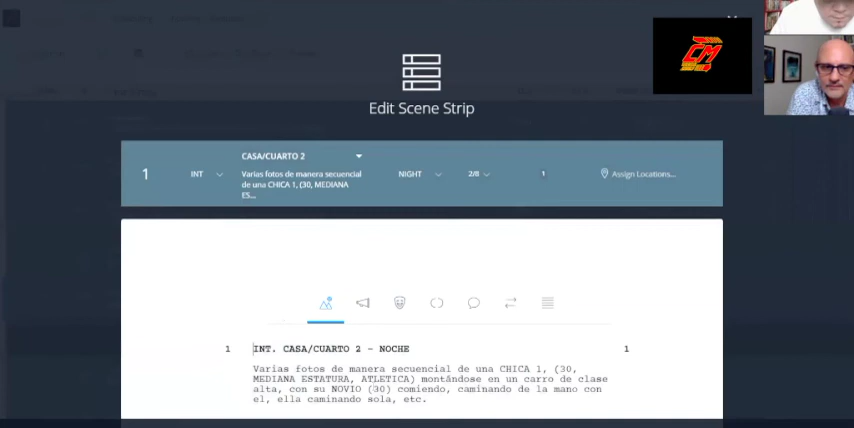 CM
Edit Scene Strip
1 INT CASA/CUARTO 2 NIGHT 2/8 1 Assign Locations...
Varias fotos de manera secuencial
de una CHICA 1, (30, MEDIANA
ES...
1 INT. CASA/CUARTO 2 - NOCHE 1
Varias fotos de manera secuencial de una CHICA 1, (30,
MEDIANA ESTATURA, ATLETICA) montándose en un carro de clase
alta, con su NOVIO (30) comiendo, caminando de la mano con
el, ella caminando sola, etc.